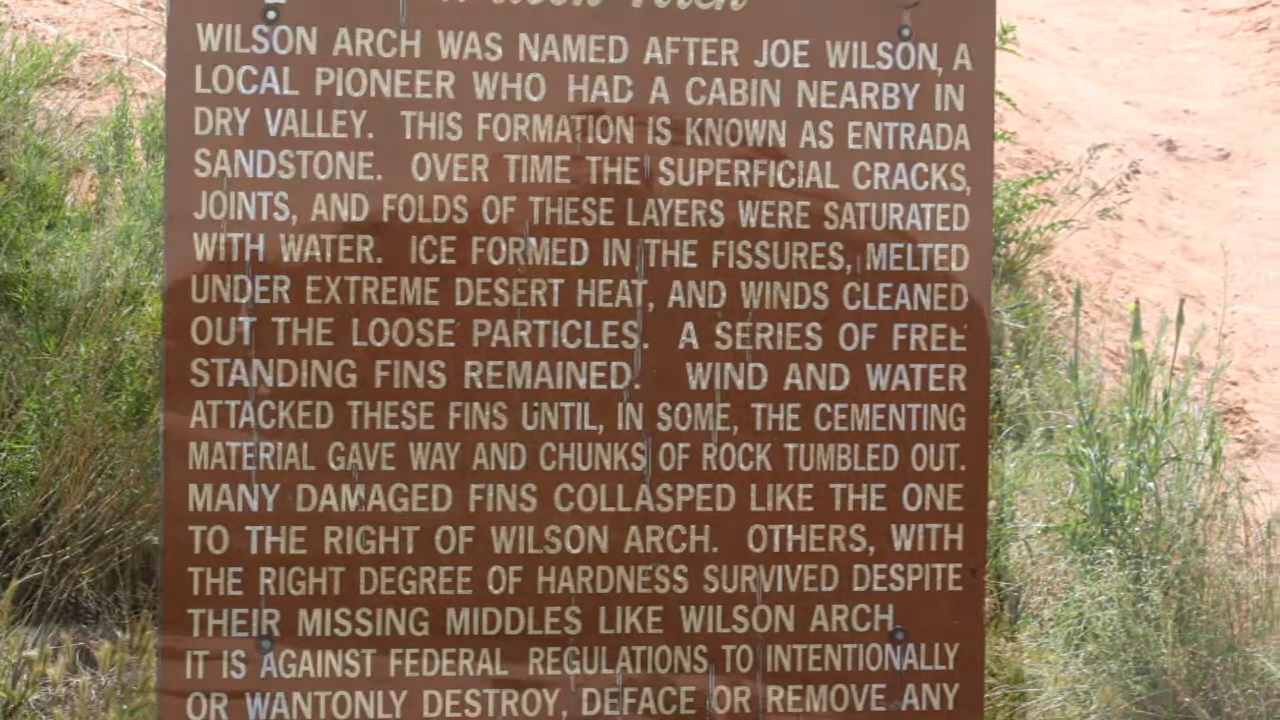 Wilson Arch
WILSON ARCH WAS NAMED AFTER JOE WILSON, A
LOCAL PIONEER WHO HAD A CABIN NEARBY IN
DRY VALLEY. THIS FORMATION IS KNOWN AS ENTRADA
SANDSTONE. OVER TIME THE SUPERFICIAL CRACKS,
JOINTS, AND FOLDS OF THESE LAYERS WERE SATURATED
WITH WATER. ICE FORMED IN THE FISSURES, MELTED
UNDER EXTREME DESERT HEAT, AND WINDS CLEANED
OUT THE LOOSE PARTICLES. A SERIES OF FREE
STANDING FINS REMAINED. WIND AND WATER
ATTACKED THESE FINS UNTIL, IN SOME, THE CEMENTING
MATERIAL GAVE WAY AND CHUNKS OF ROCK TUMBLED OUT.
MANY DAMAGED FINS COLLASPED LIKE THE ONE
TO THE RIGHT OF WILSON ARCH. OTHERS, WITH
THE RIGHT DEGREE OF HARDNESS SURVIVED DESPITE
THEIR MISSING MIDDLES LIKE WILSON ARCH
IT IS AGAINST FEDERAL REGULATIONS TO INTENTIONALLY
OR WANTONLY DESTROY, DEFACE OR REMOVE ANY